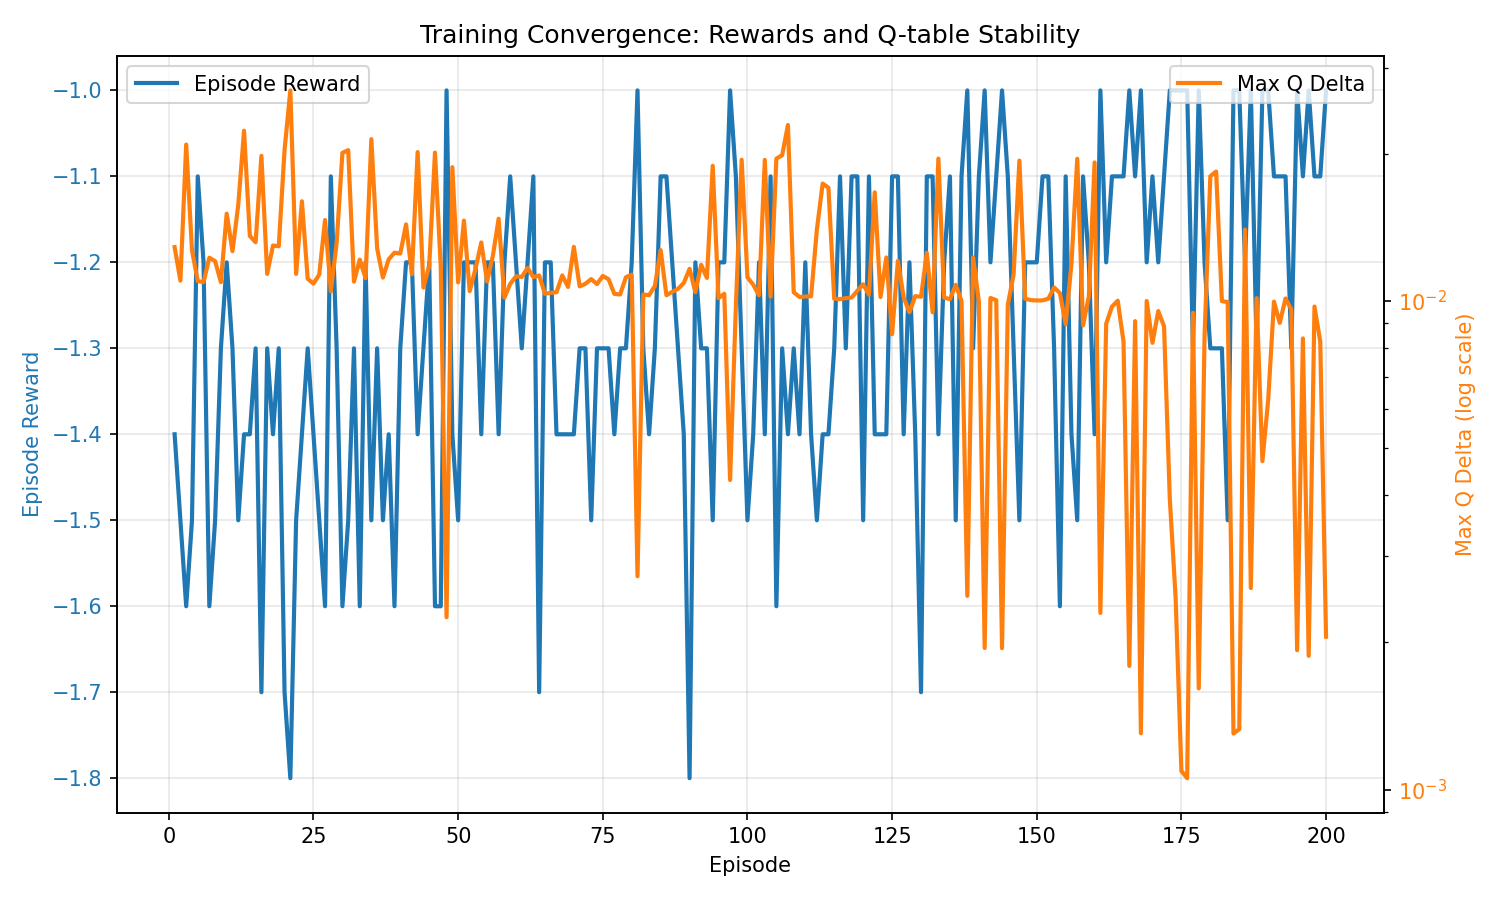 Training Convergence: Rewards and Q-table Stability
Episode Reward
Max Q Delta
−1.0
−1.1
−1.2
−1.3
−1.4
−1.5
−1.6
−1.7
−1.8
Episode Reward
10⁻²
10⁻³
Max Q Delta (log scale)
0 25 50 75 100 125 150 175 200
Episode